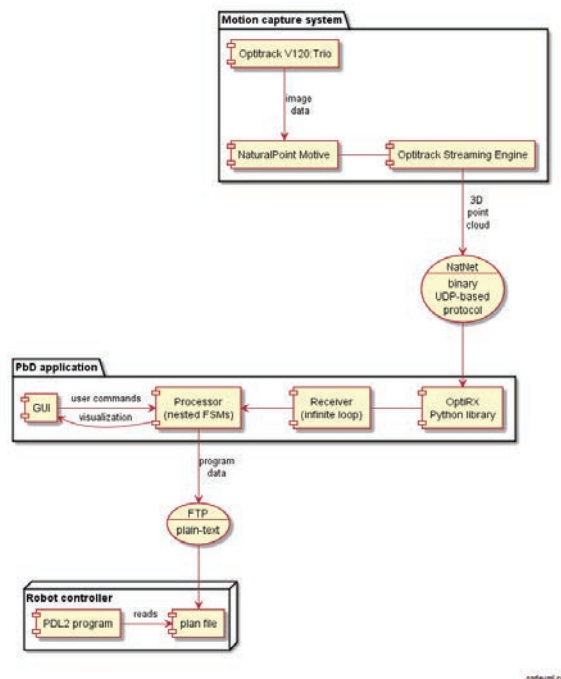 Motion capture system
Optitrack V120:Trio
image
data
NaturalPoint Motive
Optitrack Streaming Engine
3D
point
cloud
NatNet
binary
UDP-based
protocol
PbD application
GUI
user commands
visualization
Processor
(nested FSMs)
Receiver
(infinite loop)
OptiRX
Python library
program
data
FTP
plain-text
Robot controller
PDL2 program
reads
plan file